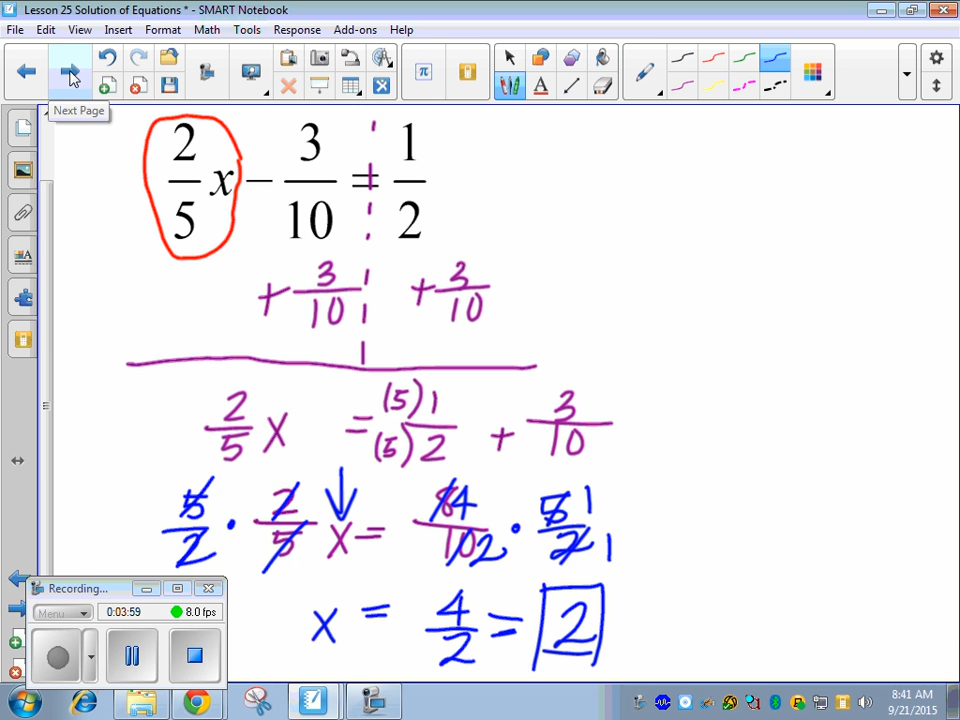 Lesson 25 Solution of Equations * - SMART Notebook
File Edit View Insert Format Math Tools Response Add-ons Help
Next Page
2/5 x - 3/10 = 1/2
+ 3/10 + 3/10
2/5 x = (5)1/(5)2 + 3/10
5/2 · 2/5 x = 8/10 4 2 · 5/2 1 1
x = 4/2 = 2
Recording...
Menu 00:03:59 8.0 fps
8:41 AM
9/21/2015